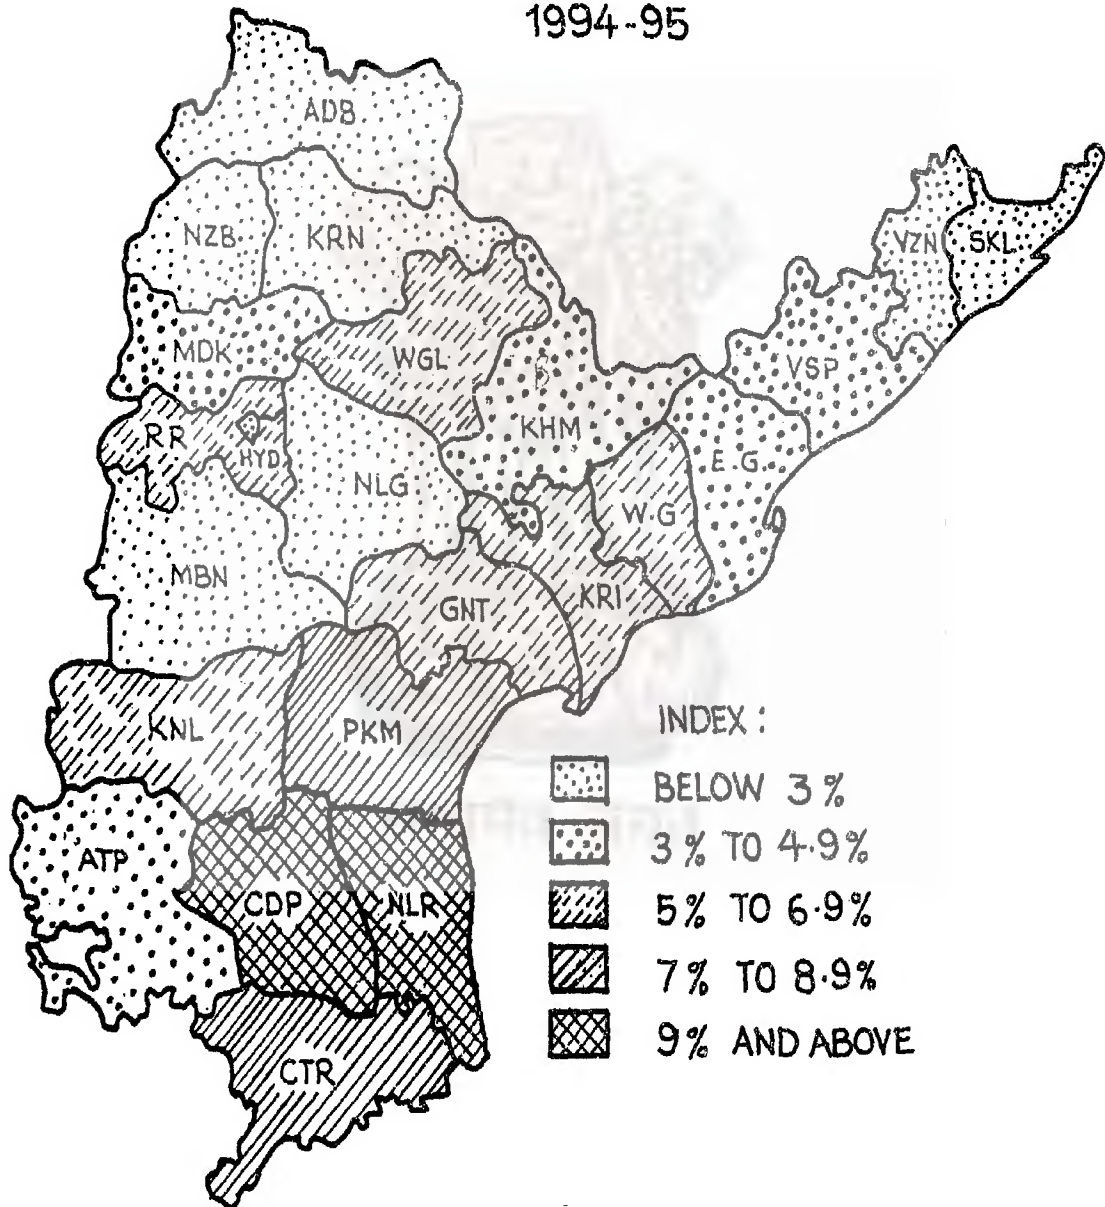 1994-95
ADB
NZB
KRN
VZN
SKL
MDK
WGL
VSP
KHM
RR
HYD
NLG
E.G.
W.G
MBN
GNT
KRI
KNL
PKM
INDEX :
BELOW 3%
3% TO 4.9%
ATP
CDP
NLR
5% TO 6.9%
7% TO 8.9%
9% AND ABOVE
CTR